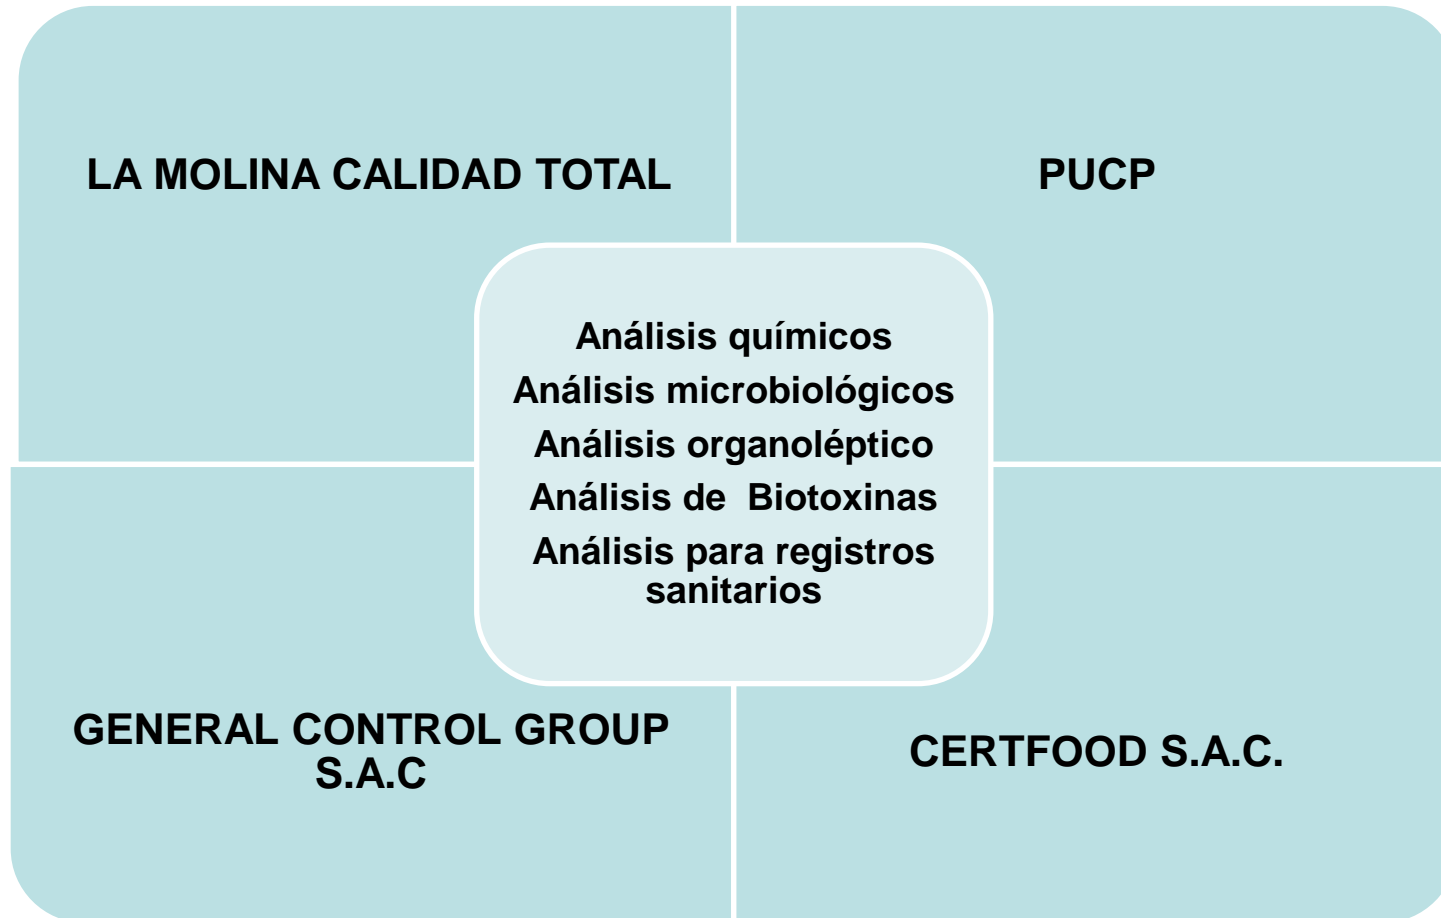 LA MOLINA CALIDAD TOTAL
PUCP
Análisis químicos
Análisis microbiológicos
Análisis organoléptico
Análisis de  Biotoxinas
Análisis para registros
sanitarios
GENERAL CONTROL GROUP
S.A.C
CERTFOOD S.A.C.